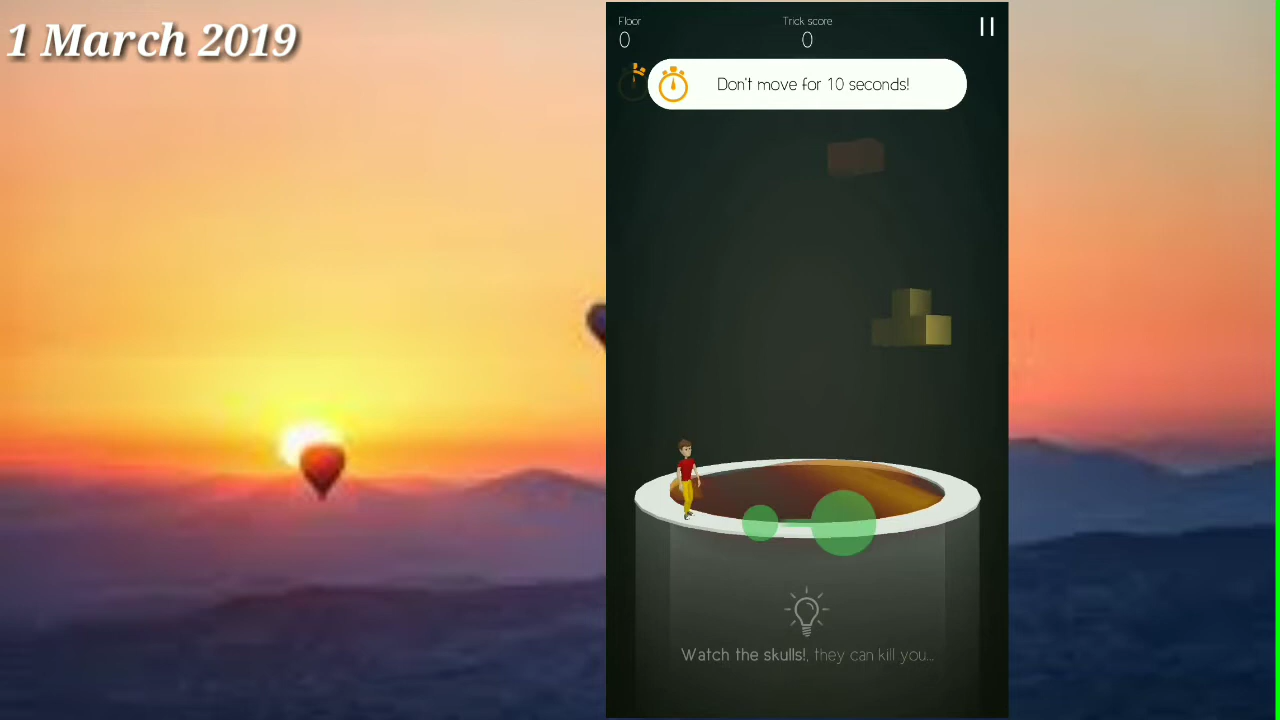 1 March 2019
Floor
0
Trick score
0
Don't move for 10 seconds!
Watch the skulls!, they can kill you...